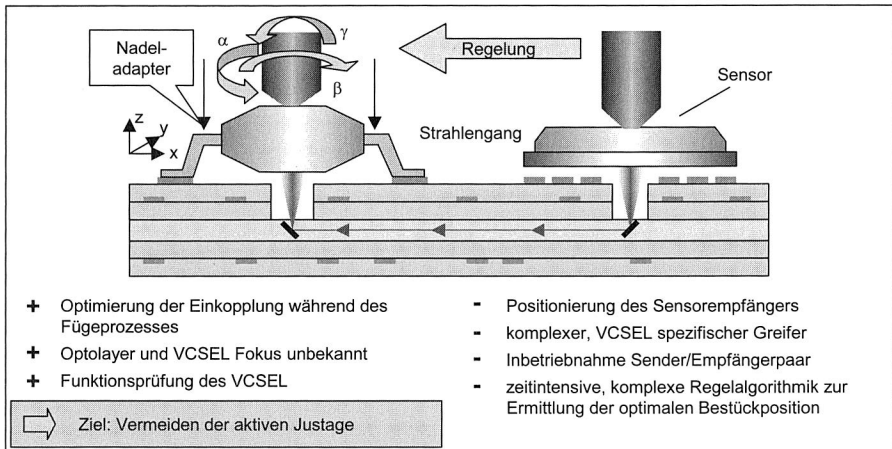 Nadel-
adapter
α
γ
β
z
y
x
Regelung
Sensor
Strahlengang
+ Optimierung der Einkopplung während des
Fügeprozesses
+ Optolayer und VCSEL Fokus unbekannt
+ Funktionsprüfung des VCSEL
- Positionierung des Sensorempfängers
- komplexer, VCSEL spezifischer Greifer
- Inbetriebnahme Sender/Empfängerpaar
- zeitintensive, komplexe Regelalgorithmik zur
Ermittlung der optimalen Bestückposition
Ziel: Vermeiden der aktiven Justage